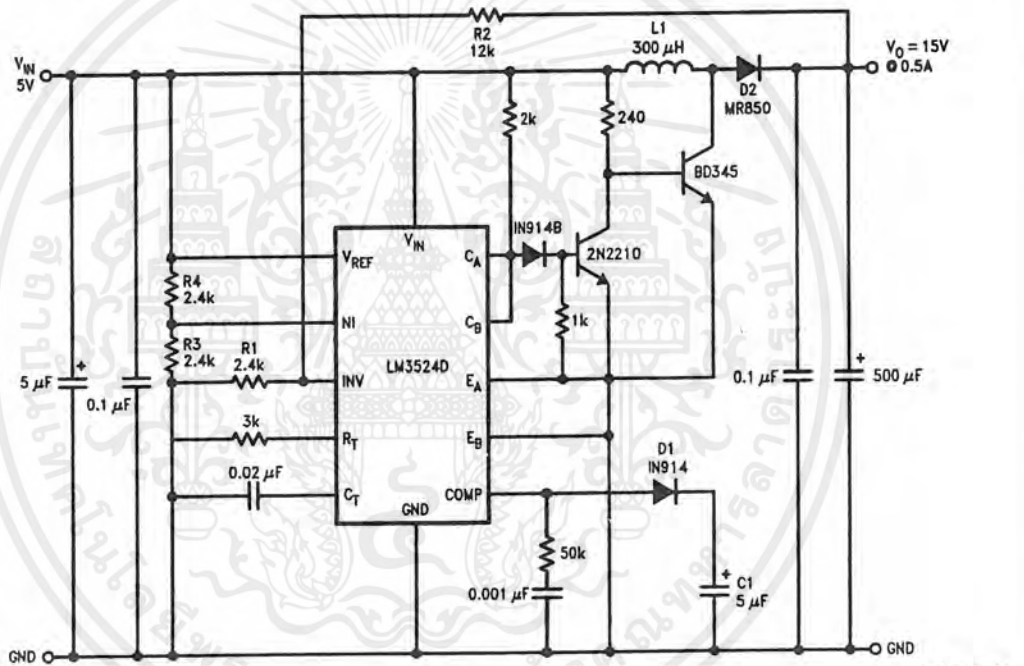 R2
12k
L1
300 µH
V_IN
5V
V_O = 15V
@ 0.5A
D2
MR850
2k
240
BD345
IN914B
2N2210
V_IN
V_REF
C_A
R4
2.4k
NI
C_B
1k
R3
2.4k
R1
2.4k
INV
LM3524D
E_A
5 µF
+
0.1 µF
0.1 µF
+
500 µF
3k
R_T
E_B
0.02 µF
C_T
COMP
D1
IN914
GND
50k
0.001 µF
+
C1
5 µF
GND
GND